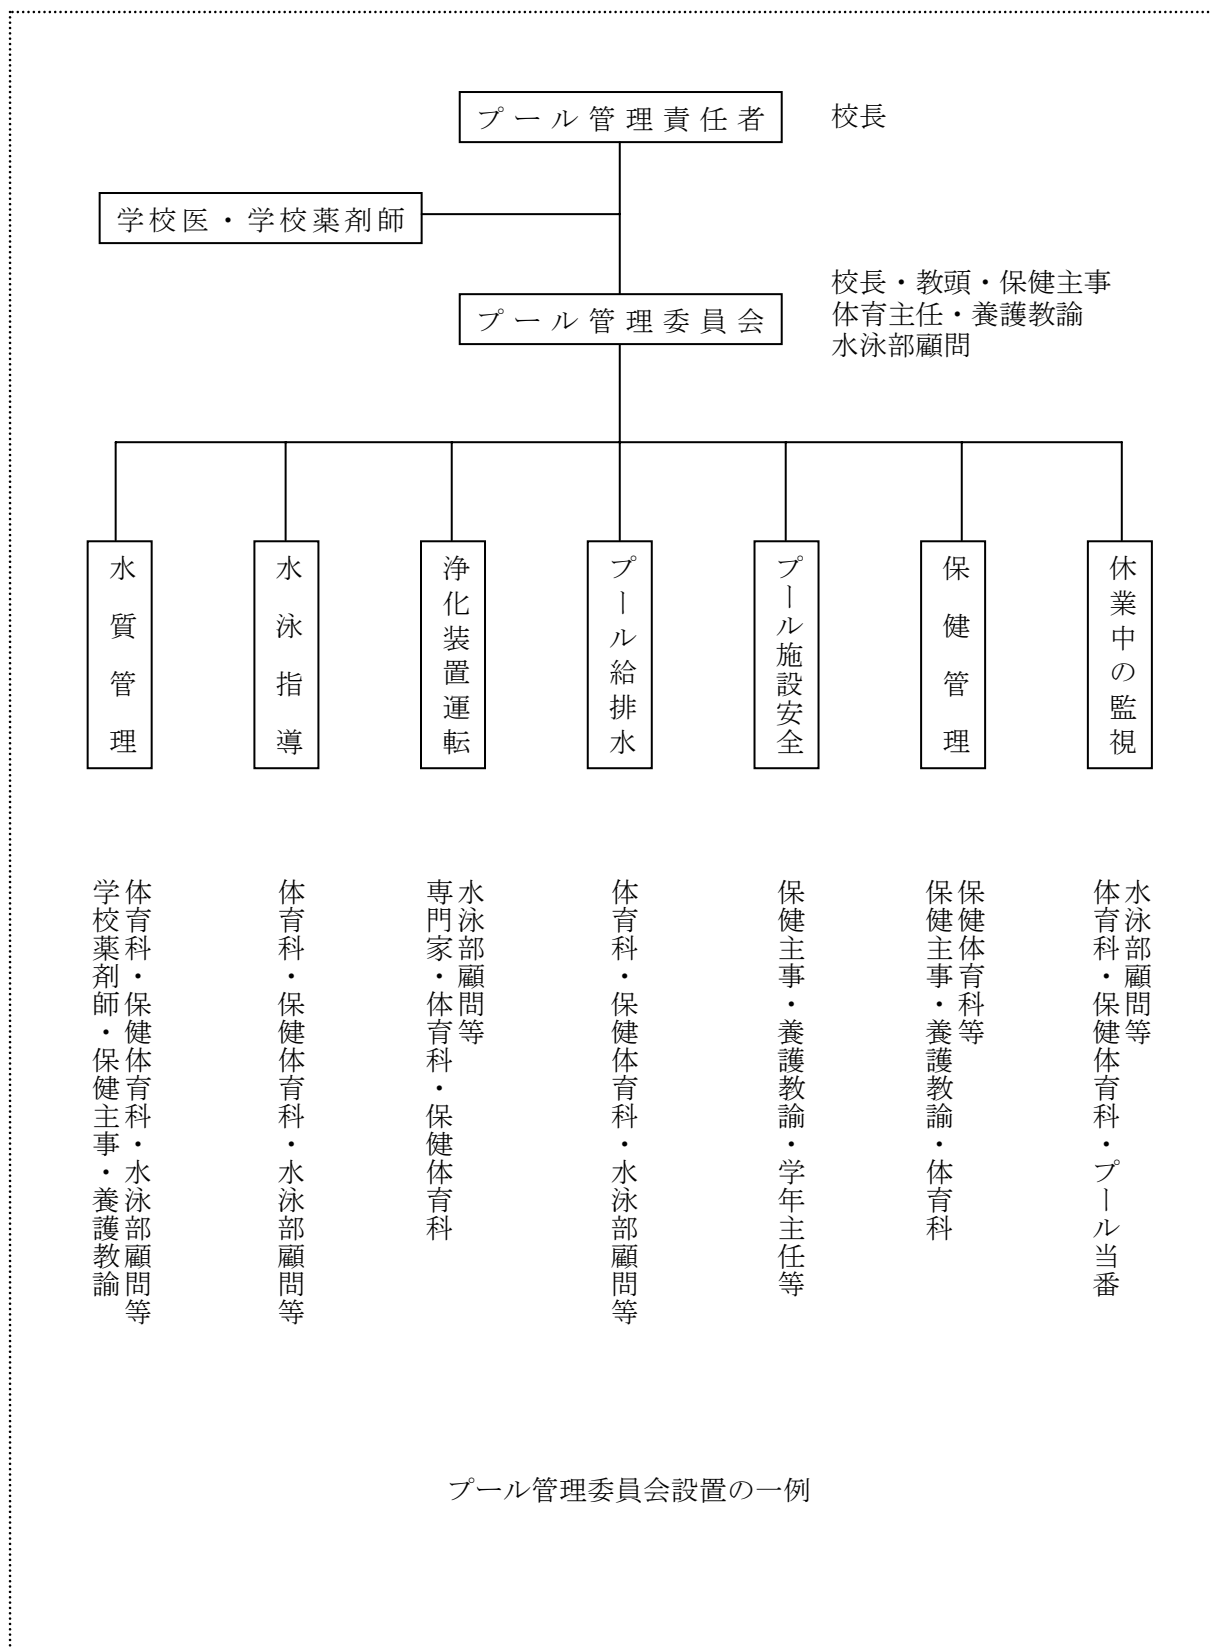 プール管理責任者
校長
学校医・学校薬剤師
プール管理委員会
校長・教頭・保健主事
体育主任・養護教諭
水泳部顧問
水質管理
水泳指導
浄化装置運転
プール給排水
プール施設安全
保健管理
休業中の監視
学校薬剤師・保健主事・養護教諭
体育科・保健体育科・水泳部顧問等
体育科・保健体育科・水泳部顧問等
専門家・体育科・保健体育科
水泳部顧問等
体育科・保健体育科・水泳部顧問等
保健主事・養護教諭・学年主任等
保健主事・養護教諭・体育科
保健体育科等
体育科・保健体育科・プール当番
水泳部顧問等
プール管理委員会設置の一例